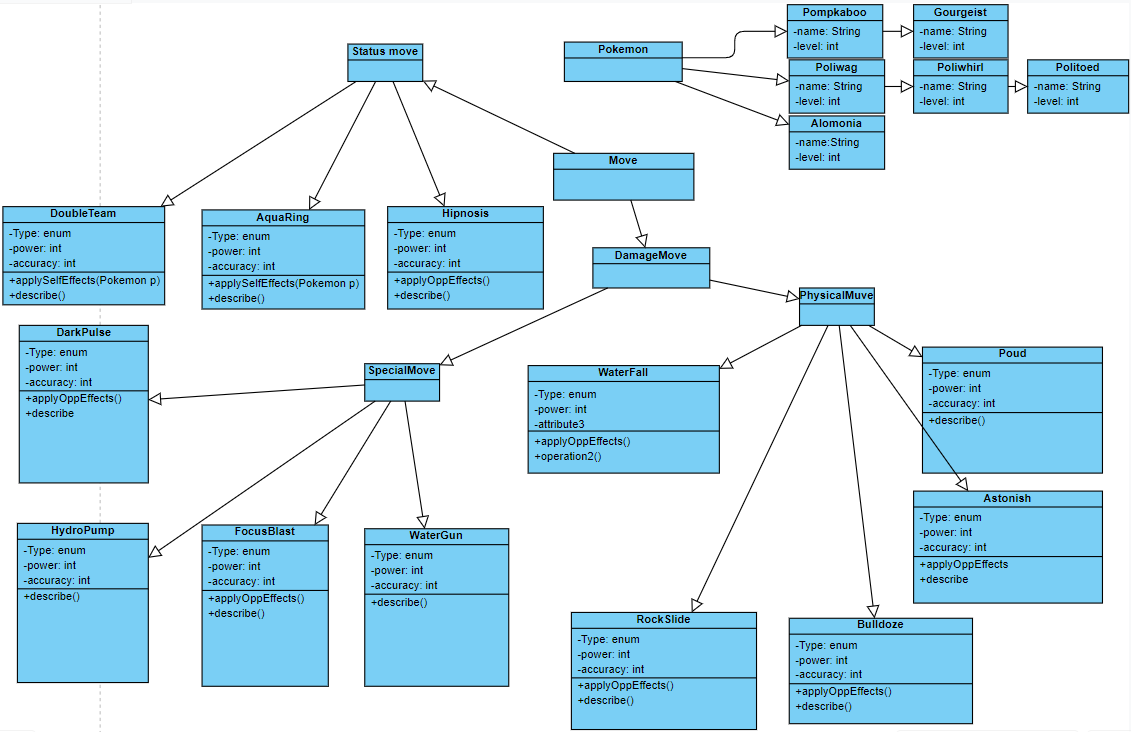 Status move
Pokemon
Pompkaboo
-name: String
-level: int
Gourgeist
-name: String
-level: int
Poliwag
-name: String
-level: int
Poliwhirl
-name: String
-level: int
Politoed
-name: String
-level: int
Alomonia
-name:String
-level: int
Move
DoubleTeam
-Type: enum
-power: int
-accuracy: int
+applySelfEffects(Pokemon p)
+describe()
AquaRing
-Type: enum
-power: int
-accuracy: int
+applySelfEffects(Pokemon p)
+describe()
Hipnosis
-Type: enum
-power: int
-accuracy: int
+applyOppEffects()
+describe()
DamageMove
PhysicalMuve
DarkPulse
-Type: enum
-power: int
-accuracy: int
+applyOppEffects()
+describe
SpecialMove
WaterFall
-Type: enum
-power: int
-attribute3
+applyOppEffects()
+operation2()
Poud
-Type: enum
-power: int
-accuracy: int
+describe()
Astonish
-Type: enum
-power: int
-accuracy: int
+applyOppEffects
+describe
HydroPump
-Type: enum
-power: int
-accuracy: int
+describe()
FocusBlast
-Type: enum
-power: int
-accuracy: int
+applyOppEffects()
+describe()
WaterGun
-Type: enum
-power: int
-accuracy: int
+describe()
RockSlide
-Type: enum
-power: int
-accuracy: int
+applyOppEffects()
+describe()
Bulldoze
-Type: enum
-power: int
-accuracy: int
+applyOppEffects()
+describe()